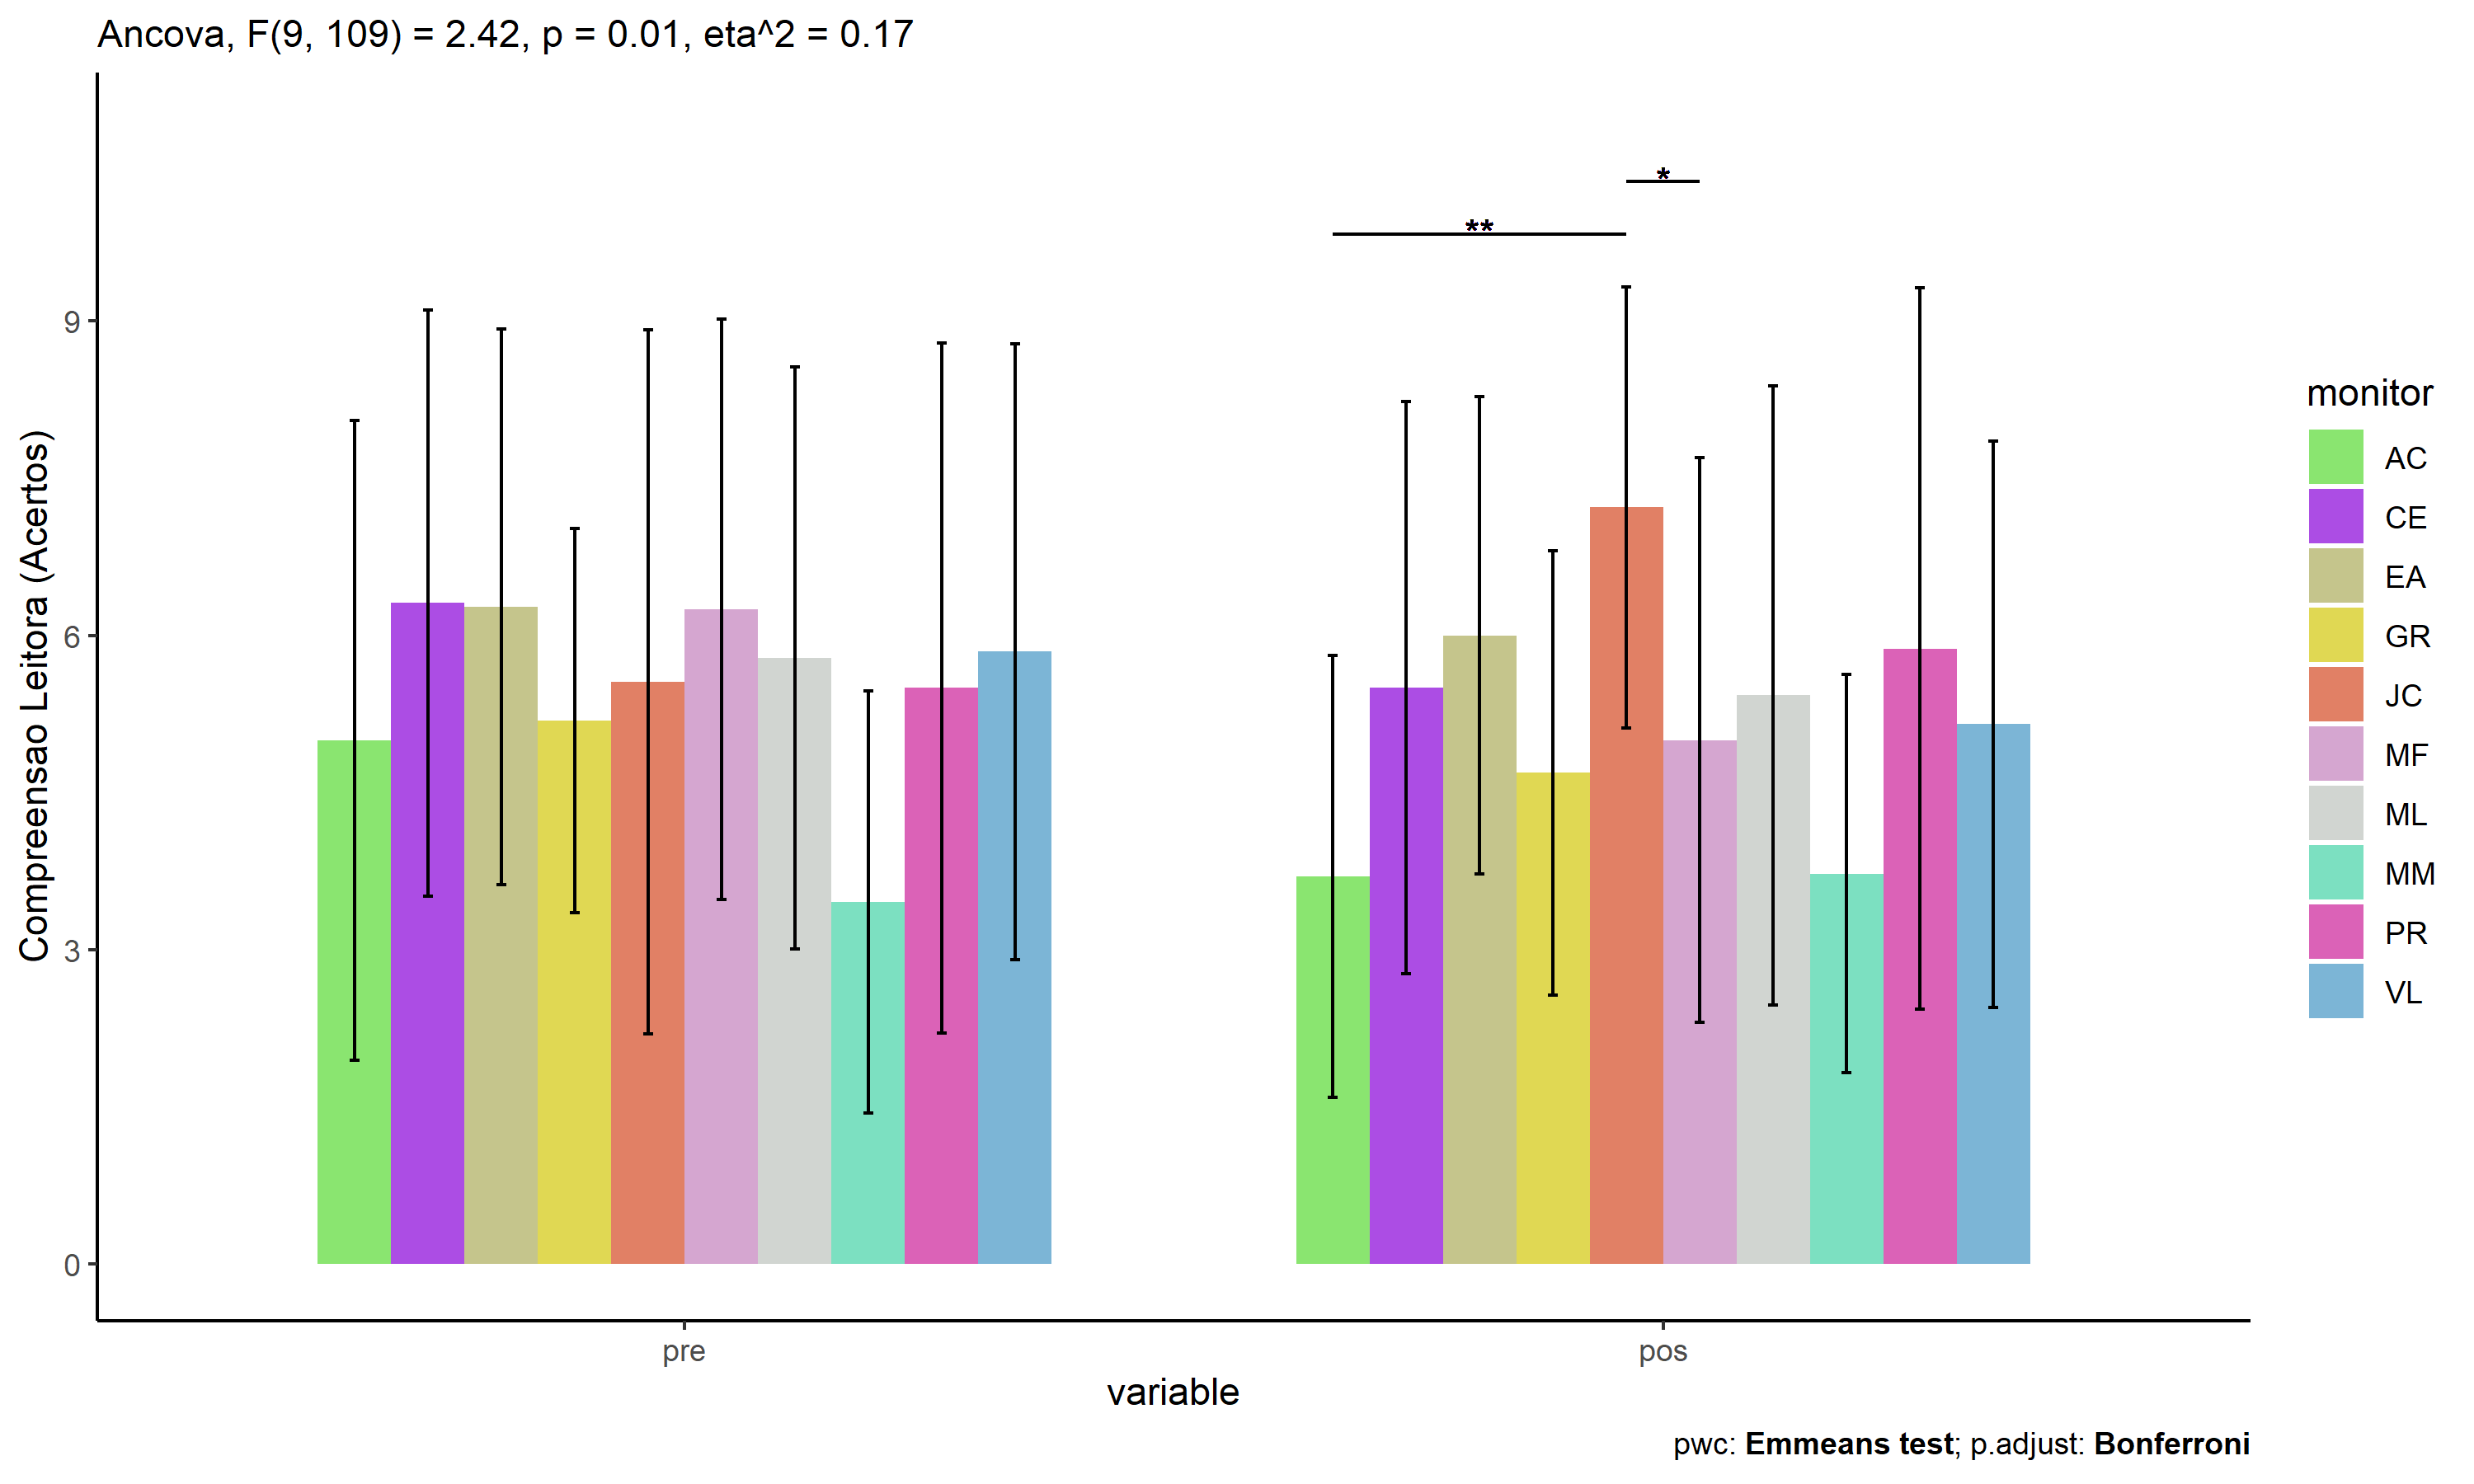 Ancova, F(9, 109) = 2.42, p = 0.01, eta^2 = 0.17
Compreensao Leitora (Acertos)
9
6
3
0
*
**
pre
pos
variable
monitor
AC
CE
EA
GR
JC
MF
ML
MM
PR
VL
pwc: Emmeans test; p.adjust: Bonferroni